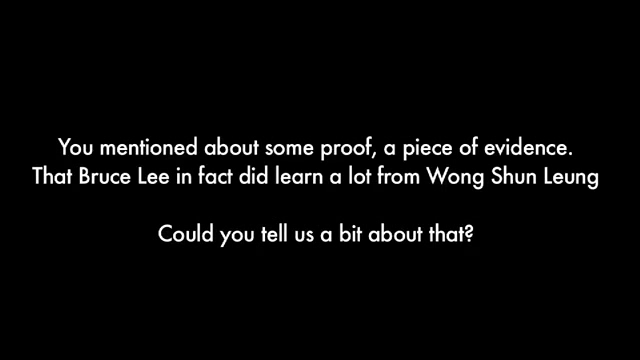 You mentioned about some proof, a piece of evidence.
That Bruce Lee in fact did learn a lot from Wong Shun Leung
Could you tell us a bit about that?